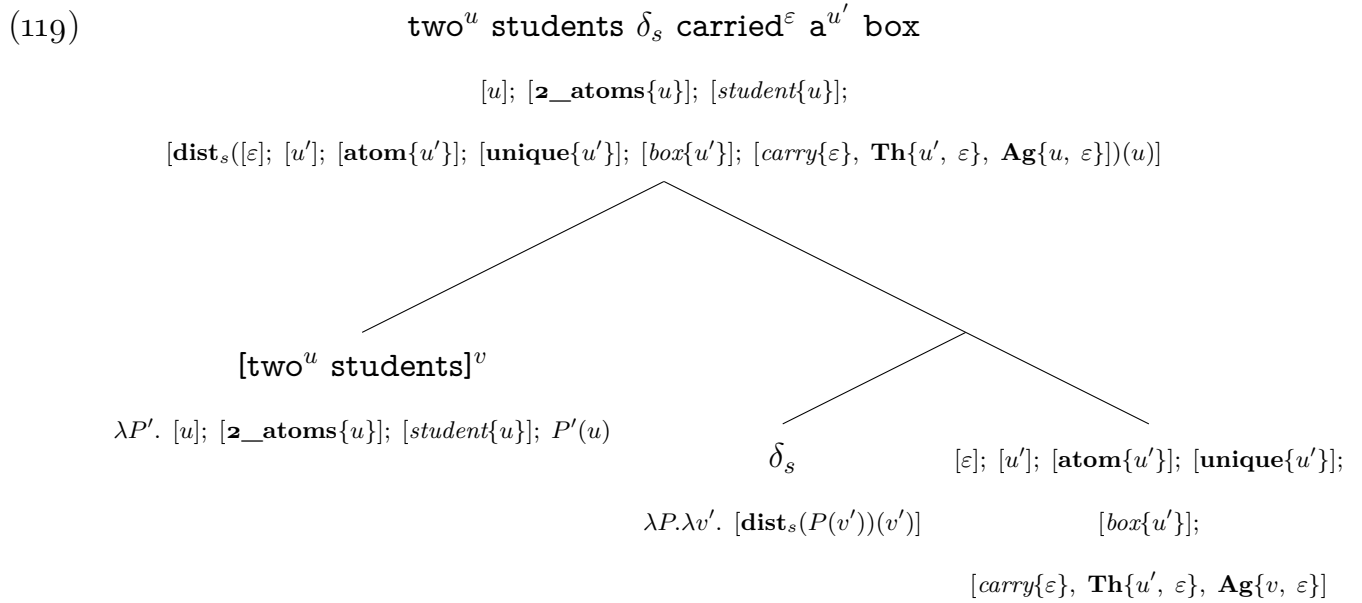 (119) two^u students δ_s carried^ε a^{u′} box
[u]; [2_atoms{u}]; [student{u}];
[dist_s([ε]; [u′]; [atom{u′}]; [unique{u′}]; [box{u′}]; [carry{ε}, Th{u′, ε}, Ag{u, ε}])(u)]
[two^u students]^v
λP′. [u]; [2_atoms{u}]; [student{u}]; P′(u)
δ_s
λP.λv′. [dist_s(P(v′))(v′)]
[ε]; [u′]; [atom{u′}]; [unique{u′}];
[box{u′}];
[carry{ε}, Th{u′, ε}, Ag{v, ε}]